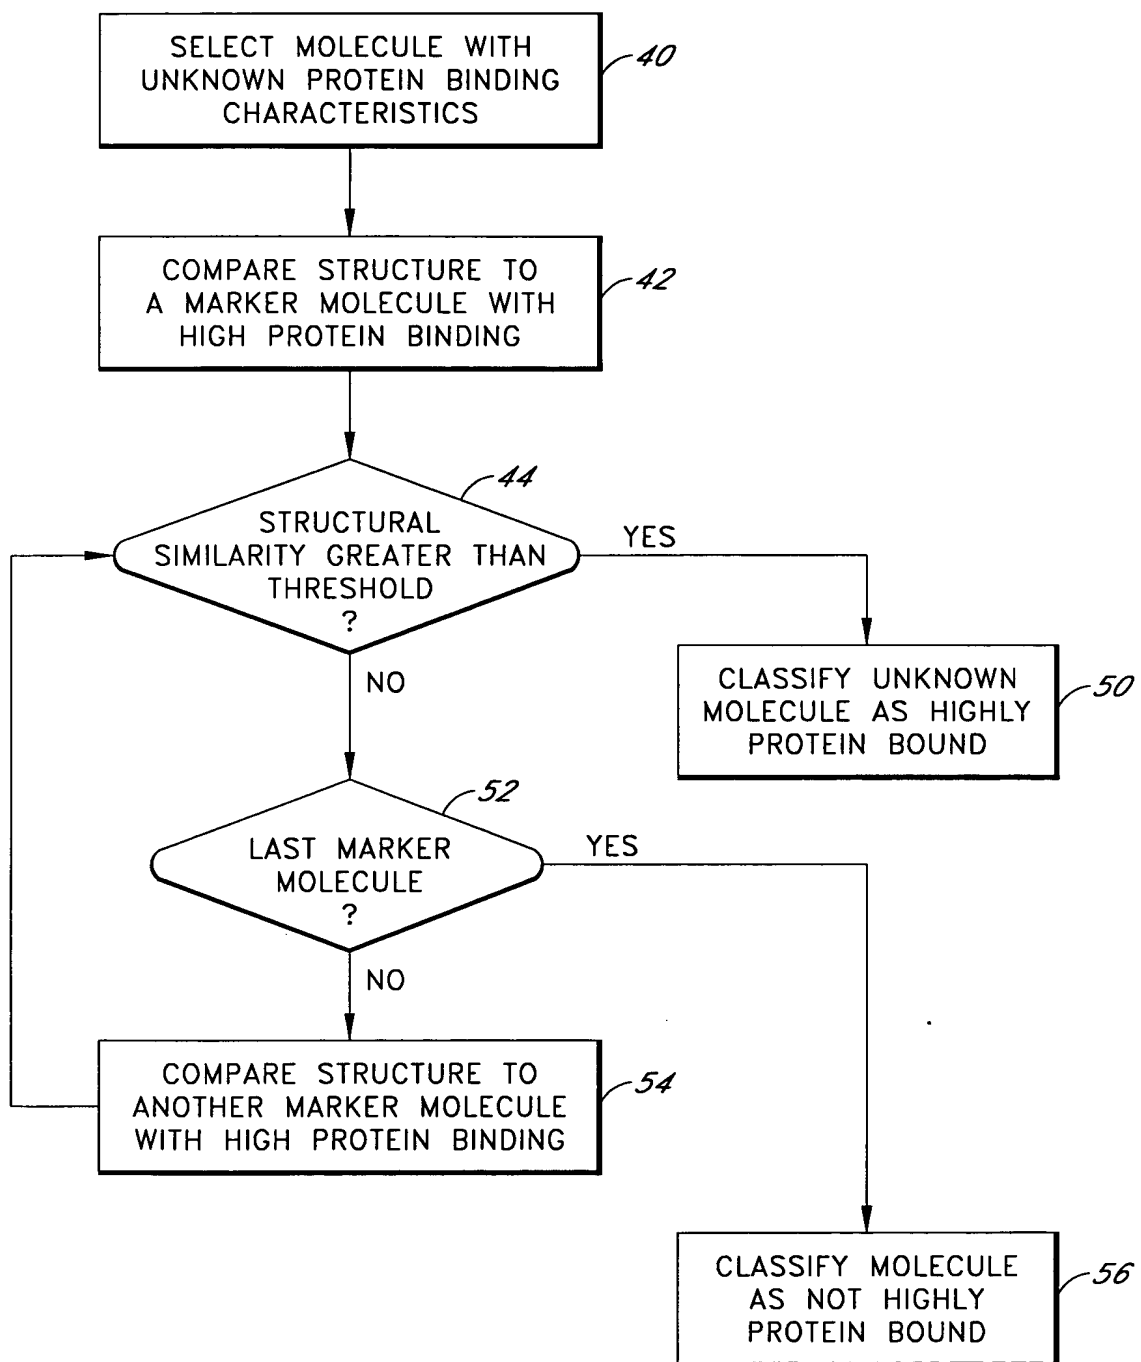 SELECT MOLECULE WITH
UNKNOWN PROTEIN BINDING
CHARACTERISTICS
40
COMPARE STRUCTURE TO
A MARKER MOLECULE WITH
HIGH PROTEIN BINDING
42
44
STRUCTURAL
SIMILARITY GREATER THAN
THRESHOLD
?
YES
NO
CLASSIFY UNKNOWN
MOLECULE AS HIGHLY
PROTEIN BOUND
50
52
LAST MARKER
MOLECULE
?
YES
NO
COMPARE STRUCTURE TO
ANOTHER MARKER MOLECULE
WITH HIGH PROTEIN BINDING
54
CLASSIFY MOLECULE
AS NOT HIGHLY
PROTEIN BOUND
56